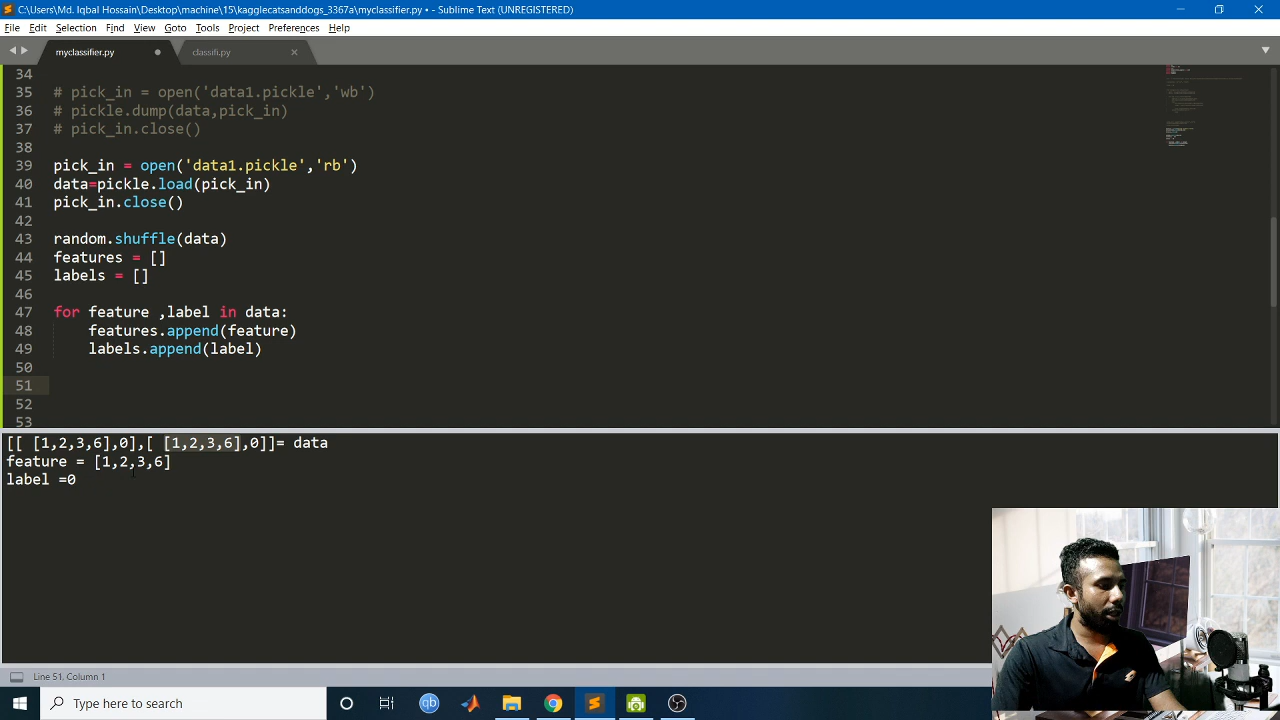 C:\Users\Md. Iqbal Hossain\Desktop\machine\15\kagglecatsanddogs_3367a\myclassifier.py • - Sublime Text (UNREGISTERED)
File Edit Selection Find View Goto Tools Project Preferences Help
myclassifier.py classifi.py
34
35 # pick_in = open('data1.pickle','wb')
36 # pickle.dump(data,pick_in)
37 # pick_in.close()
38
39 pick_in = open('data1.pickle','rb')
40 data=pickle.load(pick_in)
41 pick_in.close()
42
43 random.shuffle(data)
44 features = []
45 labels = []
46
47 for feature ,label in data:
48 features.append(feature)
49 labels.append(label)
50
51
52
53
[[ [1,2,3,6],0],[ [1,2,3,6],0]]= data
feature = [1,2,3,6]
label =0
Line 51, Column 1
Type here to search
qb